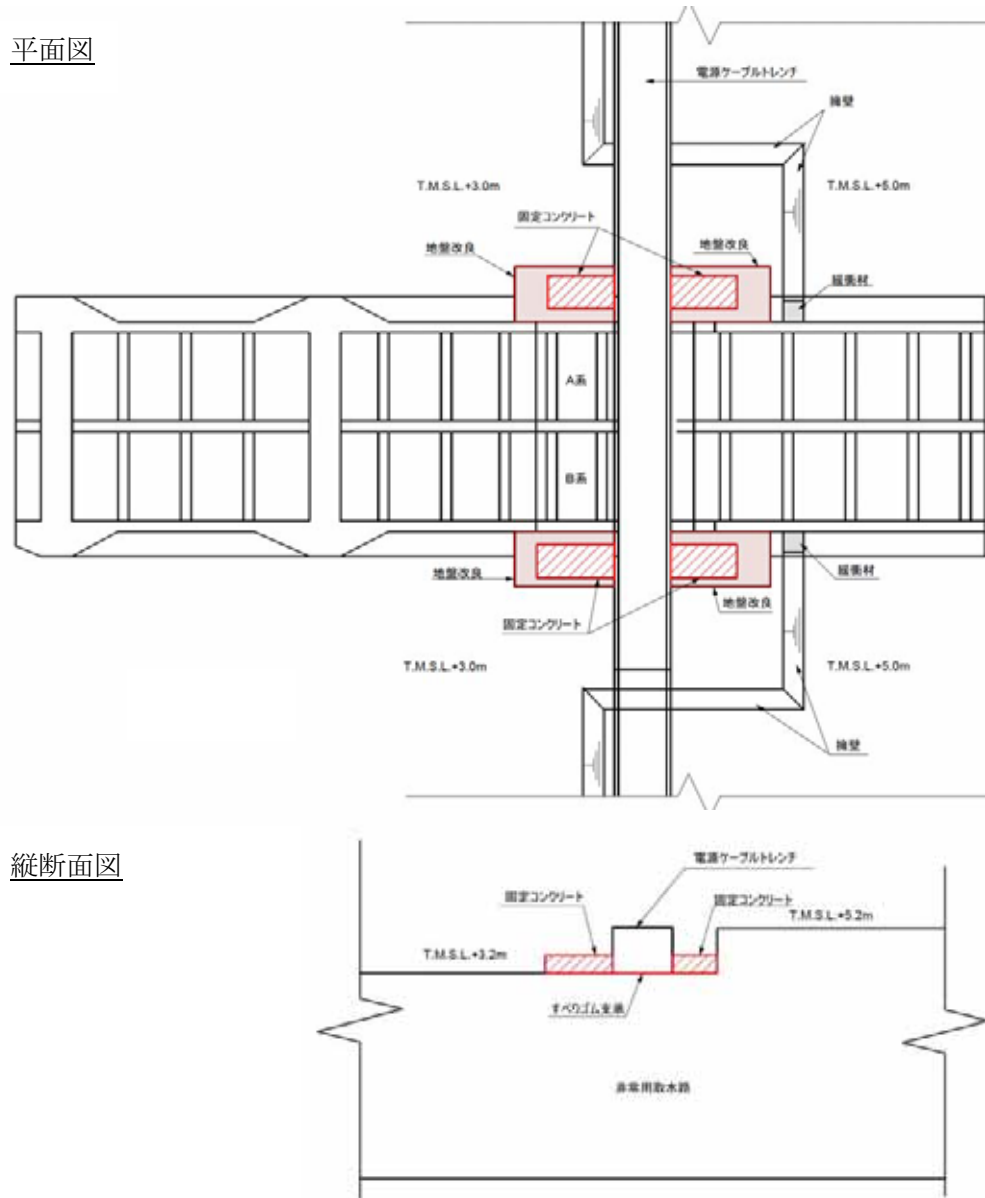 平面図
電源ケーブルトレンチ
擁壁
T.M.S.L.+3.0m
T.M.S.L.+5.0m
固定コンクリート
地盤改良
地盤改良
緩衝材
A系
B系
地盤改良
緩衝材
地盤改良
固定コンクリート
T.M.S.L.+3.0m
T.M.S.L.+5.0m
擁壁
縦断面図
電源ケーブルトレンチ
固定コンクリート
固定コンクリート
T.M.S.L.+5.2m
T.M.S.L.+3.2m
すべりゴム支承
非常用取水路